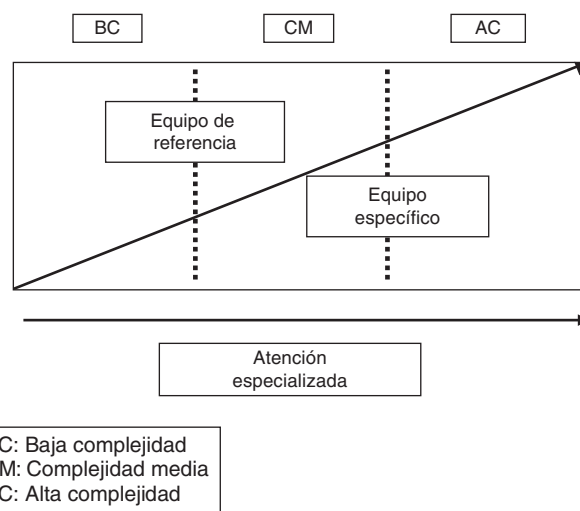 BC
CM
AC
Equipo de
referencia
Equipo
específico
Atención
especializada
C: Baja complejidad
M: Complejidad media
C: Alta complejidad